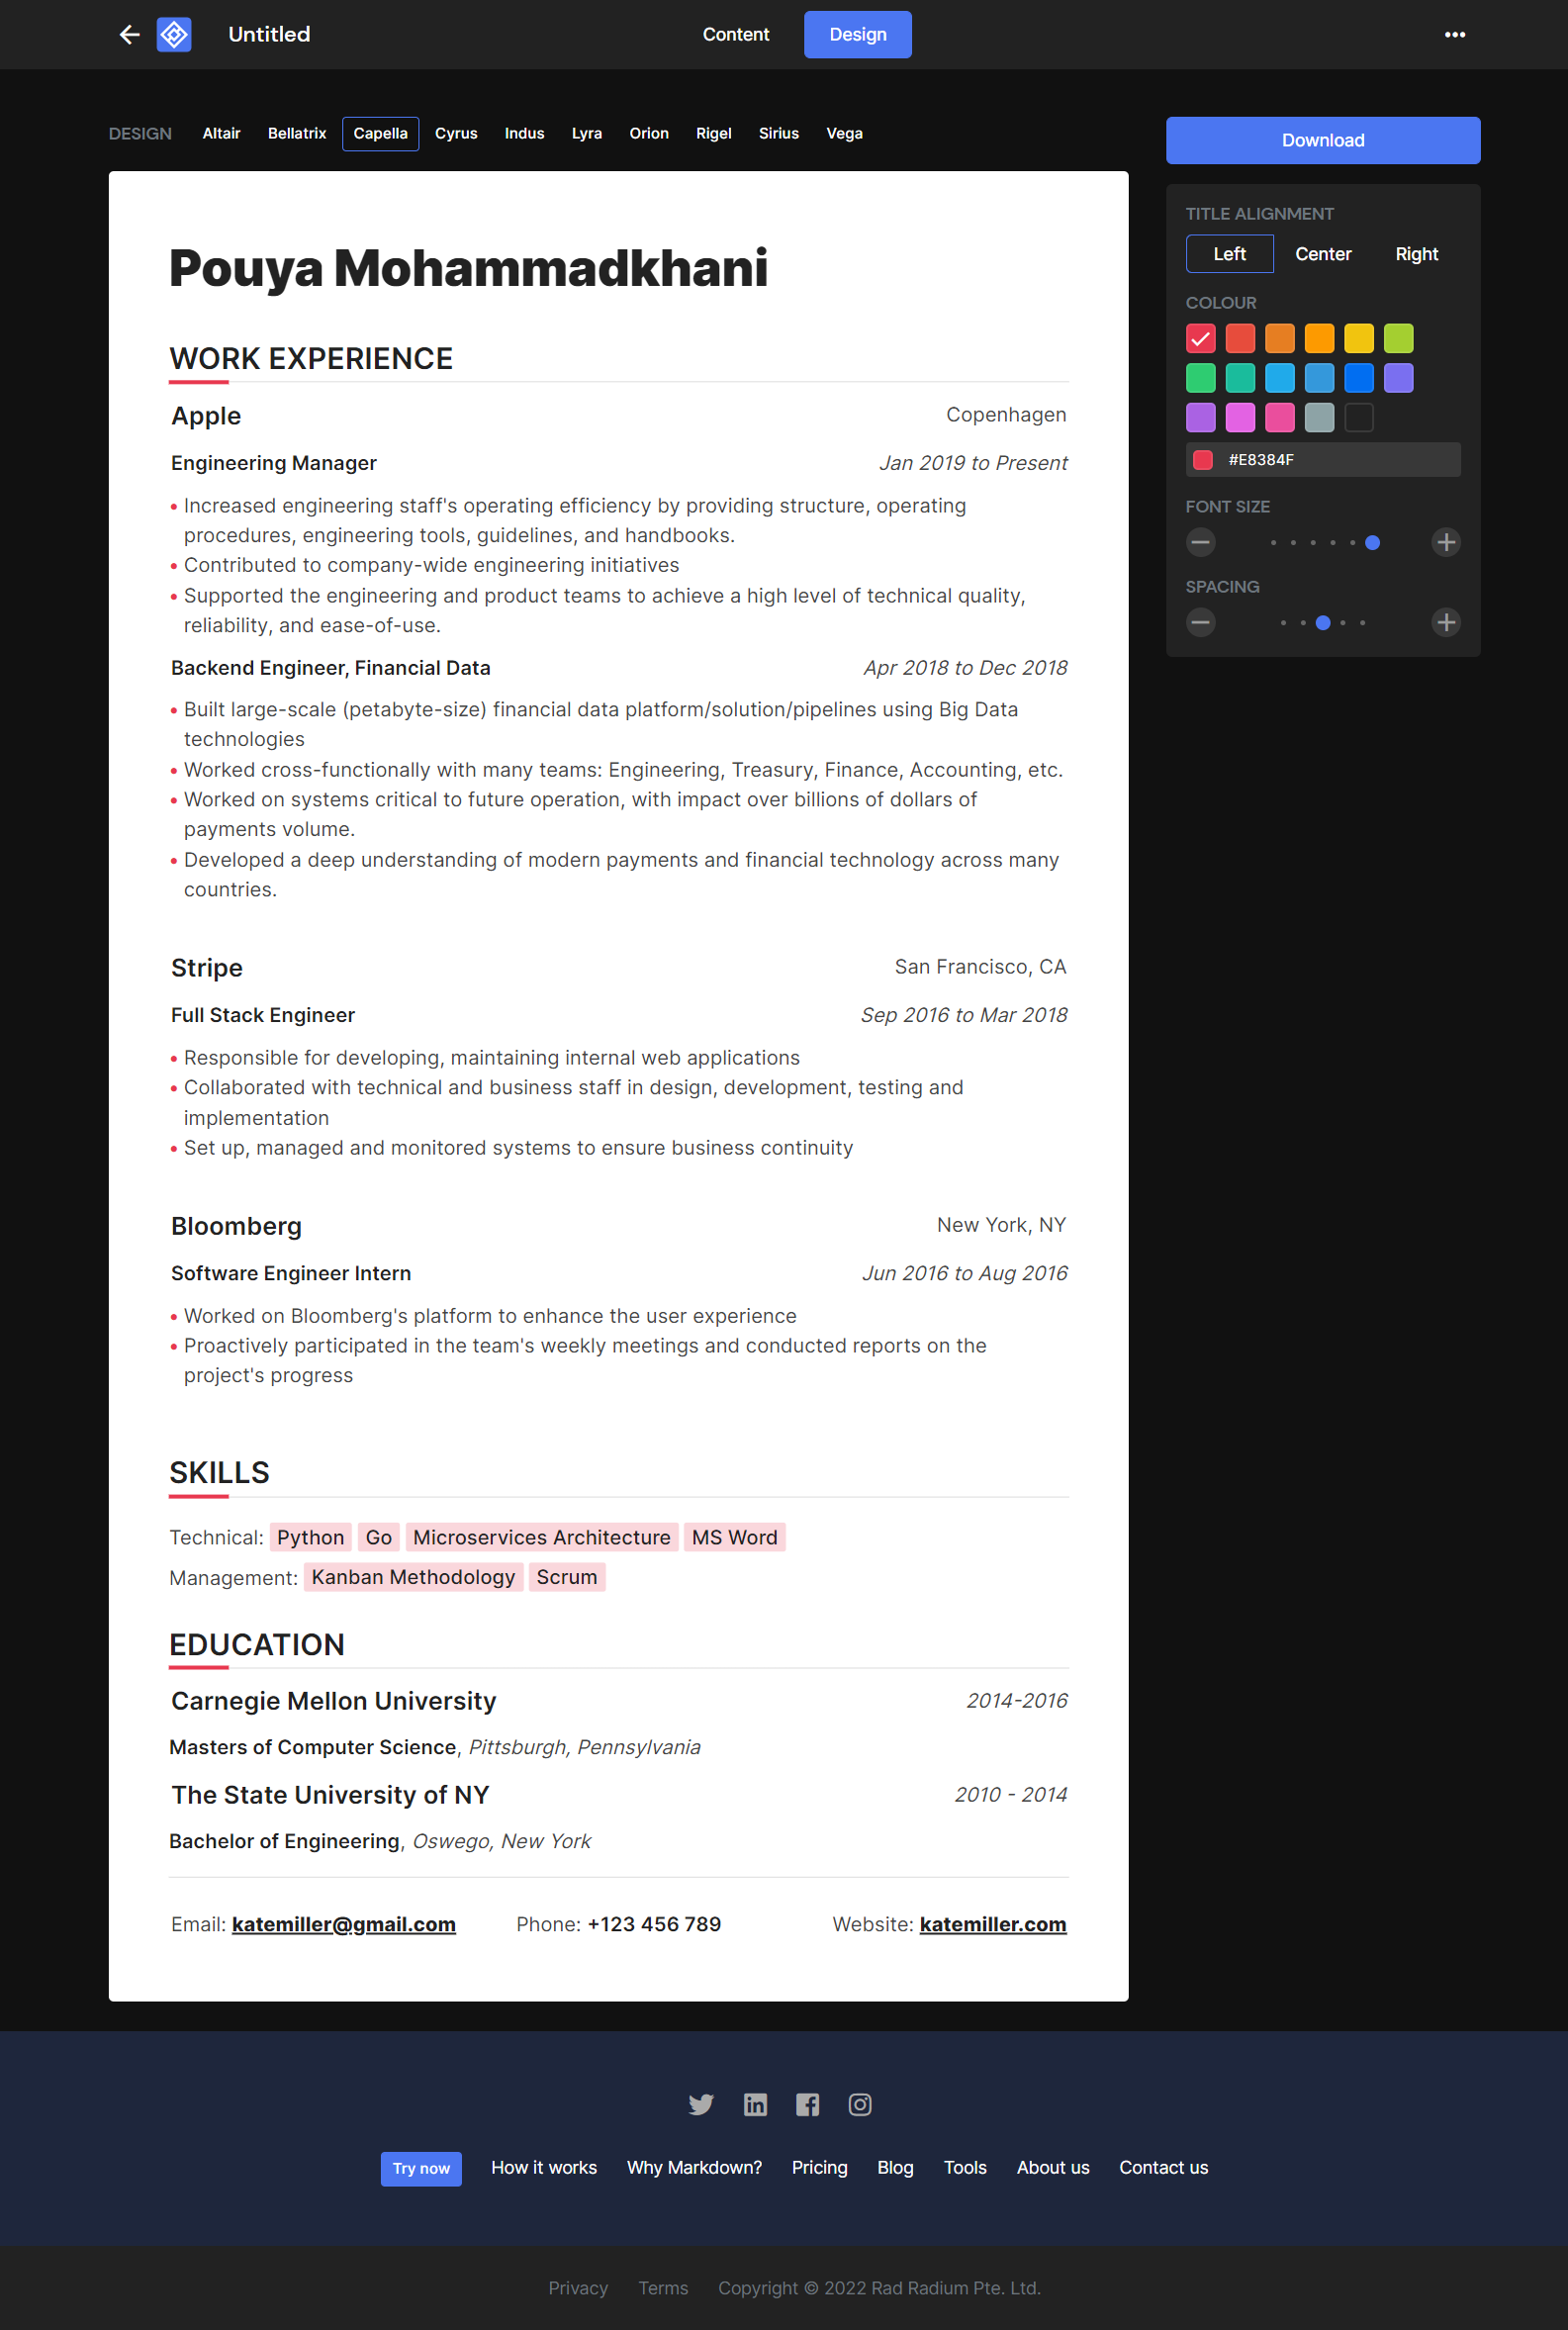 Untitled
Content
Design
•••
DESIGN Altair Bellatrix Capella Cyrus Indus Lyra Orion Rigel Sirius Vega
Download
TITLE ALIGNMENT
Left Center Right
COLOUR
#E8384F
FONT SIZE
SPACING
Pouya Mohammadkhani
WORK EXPERIENCE
Apple Copenhagen
Engineering Manager Jan 2019 to Present
• Increased engineering staff's operating efficiency by providing structure, operating
procedures, engineering tools, guidelines, and handbooks.
• Contributed to company-wide engineering initiatives
• Supported the engineering and product teams to achieve a high level of technical quality,
reliability, and ease-of-use.
Backend Engineer, Financial Data Apr 2018 to Dec 2018
• Built large-scale (petabyte-size) financial data platform/solution/pipelines using Big Data
technologies
• Worked cross-functionally with many teams: Engineering, Treasury, Finance, Accounting, etc.
• Worked on systems critical to future operation, with impact over billions of dollars of
payments volume.
• Developed a deep understanding of modern payments and financial technology across many
countries.
Stripe San Francisco, CA
Full Stack Engineer Sep 2016 to Mar 2018
• Responsible for developing, maintaining internal web applications
• Collaborated with technical and business staff in design, development, testing and
implementation
• Set up, managed and monitored systems to ensure business continuity
Bloomberg New York, NY
Software Engineer Intern Jun 2016 to Aug 2016
• Worked on Bloomberg's platform to enhance the user experience
• Proactively participated in the team's weekly meetings and conducted reports on the
project's progress
SKILLS
Technical: Python Go Microservices Architecture MS Word
Management: Kanban Methodology Scrum
EDUCATION
Carnegie Mellon University 2014-2016
Masters of Computer Science, Pittsburgh, Pennsylvania
The State University of NY 2010 - 2014
Bachelor of Engineering, Oswego, New York
Email: katemiller@gmail.com Phone: +123 456 789 Website: katemiller.com
Try now How it works Why Markdown? Pricing Blog Tools About us Contact us
Privacy Terms Copyright © 2022 Rad Radium Pte. Ltd.